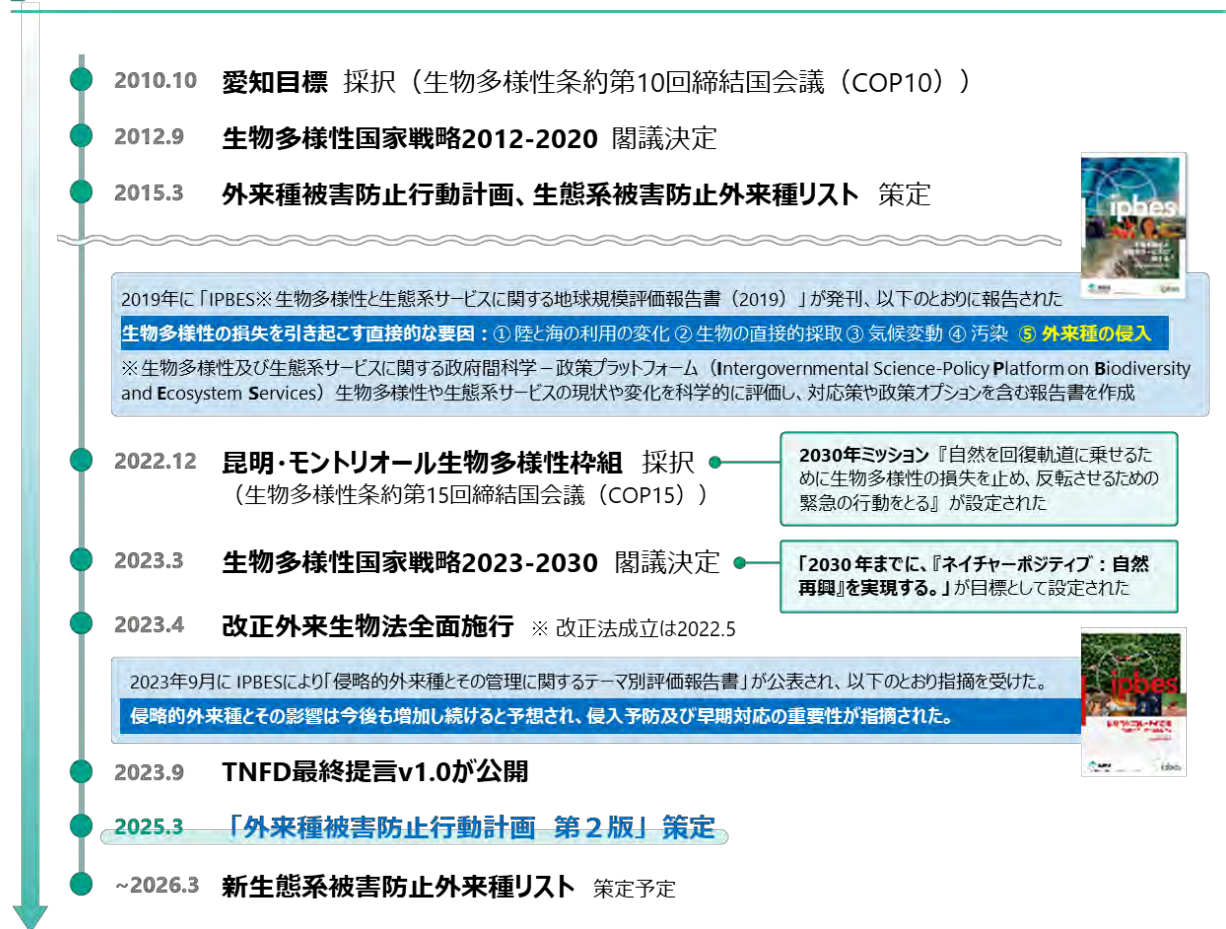 2010.10 愛知目標 採択（生物多様性条約第10回締結国会議（COP10））
2012.9 生物多様性国家戦略2012-2020 閣議決定
2015.3 外来種被害防止行動計画、生態系被害防止外来種リスト 策定
ipbes
2019年に「IPBES※生物多様性と生態系サービスに関する地球規模評価報告書（2019）」が発刊、以下のとおりに報告された
生物多様性の損失を引き起こす直接的な要因：① 陸と海の利用の変化 ② 生物の直接的採取 ③ 気候変動 ④ 汚染 ⑤ 外来種の侵入
※生物多様性及び生態系サービスに関する政府間科学－政策プラットフォーム（Intergovernmental Science-Policy Platform on Biodiversity
and Ecosystem Services）生物多様性や生態系サービスの現状や変化を科学的に評価し、対応策や政策オプションを含む報告書を作成
2022.12 昆明・モントリオール生物多様性枠組 採択
（生物多様性条約第15回締結国会議（COP15））
2030年ミッション『自然を回復軌道に乗せるた
めに生物多様性の損失を止め、反転させるための
緊急の行動をとる』が設定された
2023.3 生物多様性国家戦略2023-2030 閣議決定
「2030年までに、『ネイチャーポジティブ：自然
再興』を実現する。」が目標として設定された
2023.4 改正外来生物法全面施行 ※ 改正法成立は2022.5
2023年9月に IPBESにより「侵略的外来種とその管理に関するテーマ別評価報告書」が公表され、以下のとおり指摘を受けた。
侵略的外来種とその影響は今後も増加し続けると予想され、侵入予防及び早期対応の重要性が指摘された。
ipbes
2023.9 TNFD最終提言v1.0が公開
2025.3 「外来種被害防止行動計画 第２版」策定
~2026.3 新生態系被害防止外来種リスト 策定予定